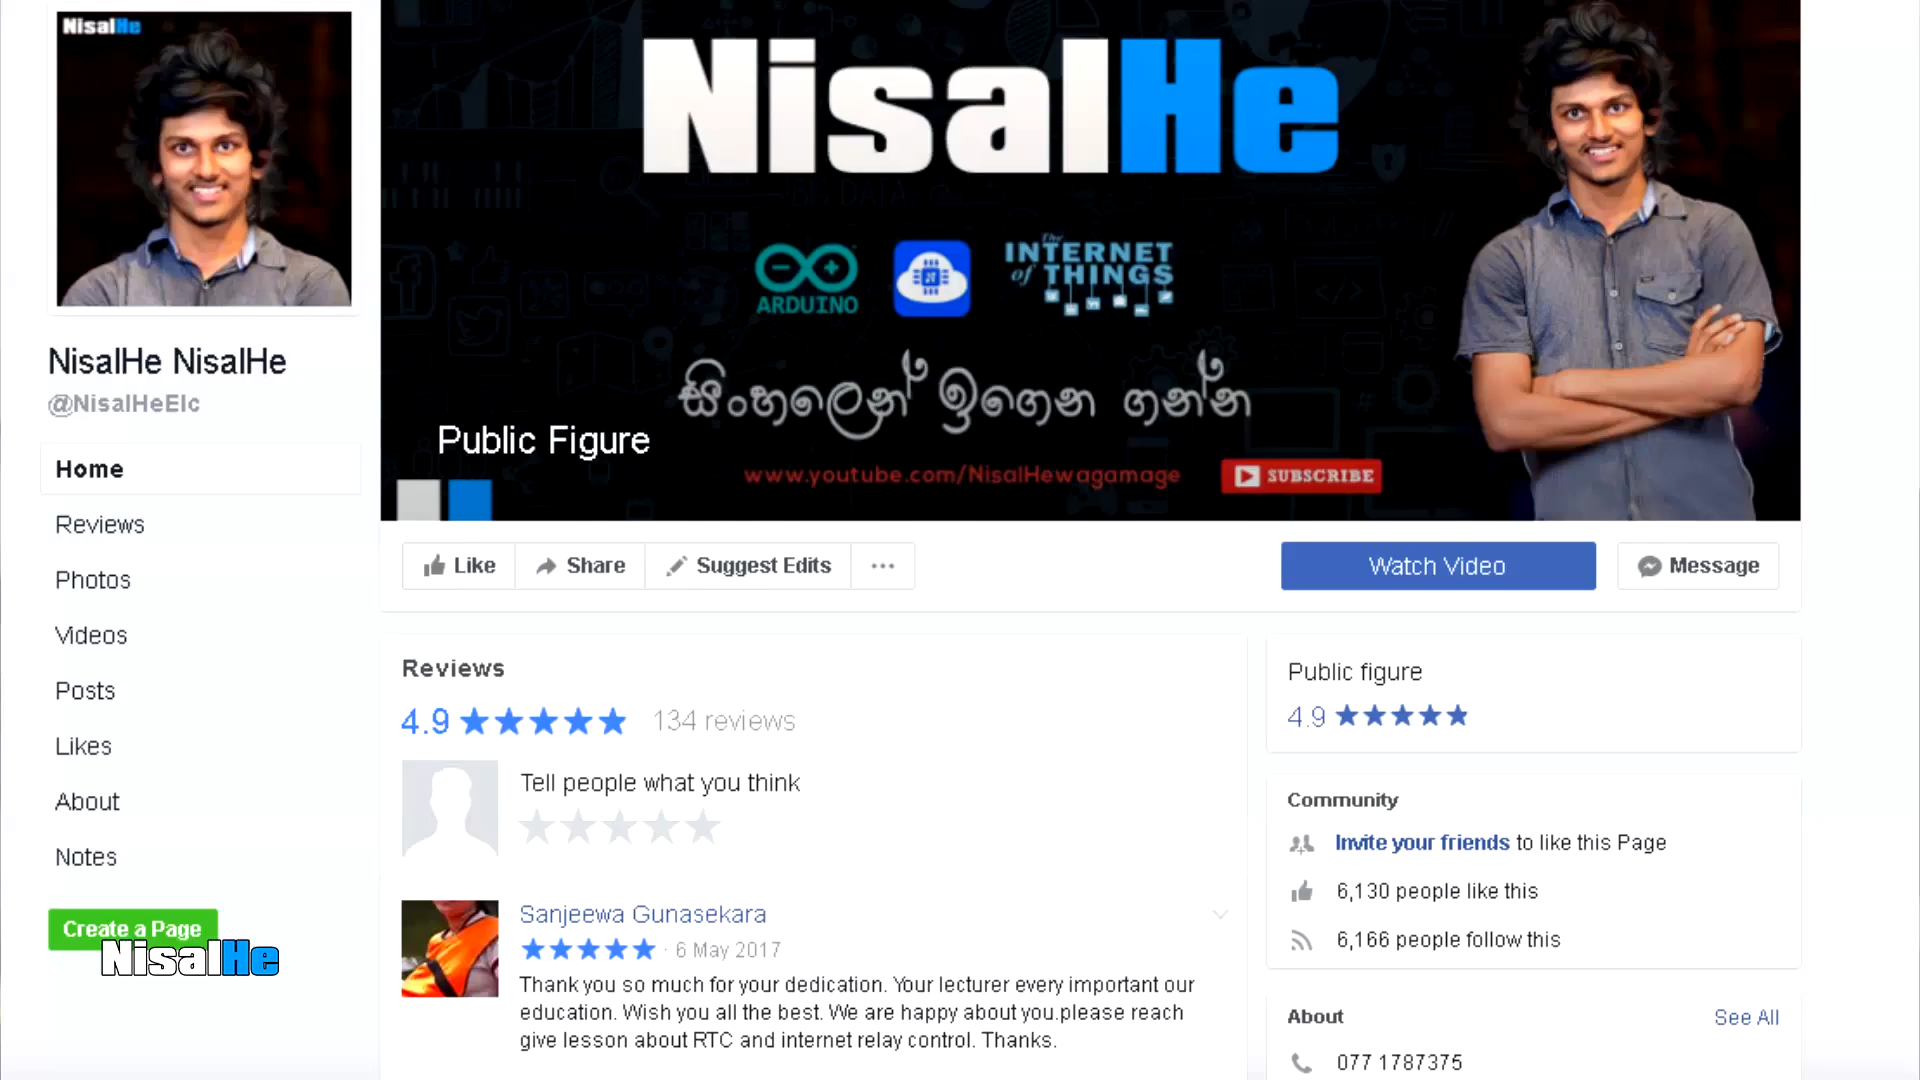 NisalHe
NisalHe
ARDUINO
The
INTERNET
of THINGS
සිංහලෙන් ඉගෙන ගන්න
Public Figure
www.youtube.com/NisalHewagamage
SUBSCRIBE
NisalHe NisalHe
@NisalHeElc
Home
Reviews
Photos
Videos
Posts
Likes
About
Notes
Create a Page
NisalHe
Like
Share
Suggest Edits
Watch Video
Message
Reviews
4.9
134 reviews
Tell people what you think
Sanjeewa Gunasekara
· 6 May 2017
Thank you so much for your dedication. Your lecturer every important our
education. Wish you all the best. We are happy about you.please reach
give lesson about RTC and internet relay control. Thanks.
Public figure
4.9
Community
Invite your friends to like this Page
6,130 people like this
6,166 people follow this
About
See All
077 1787375